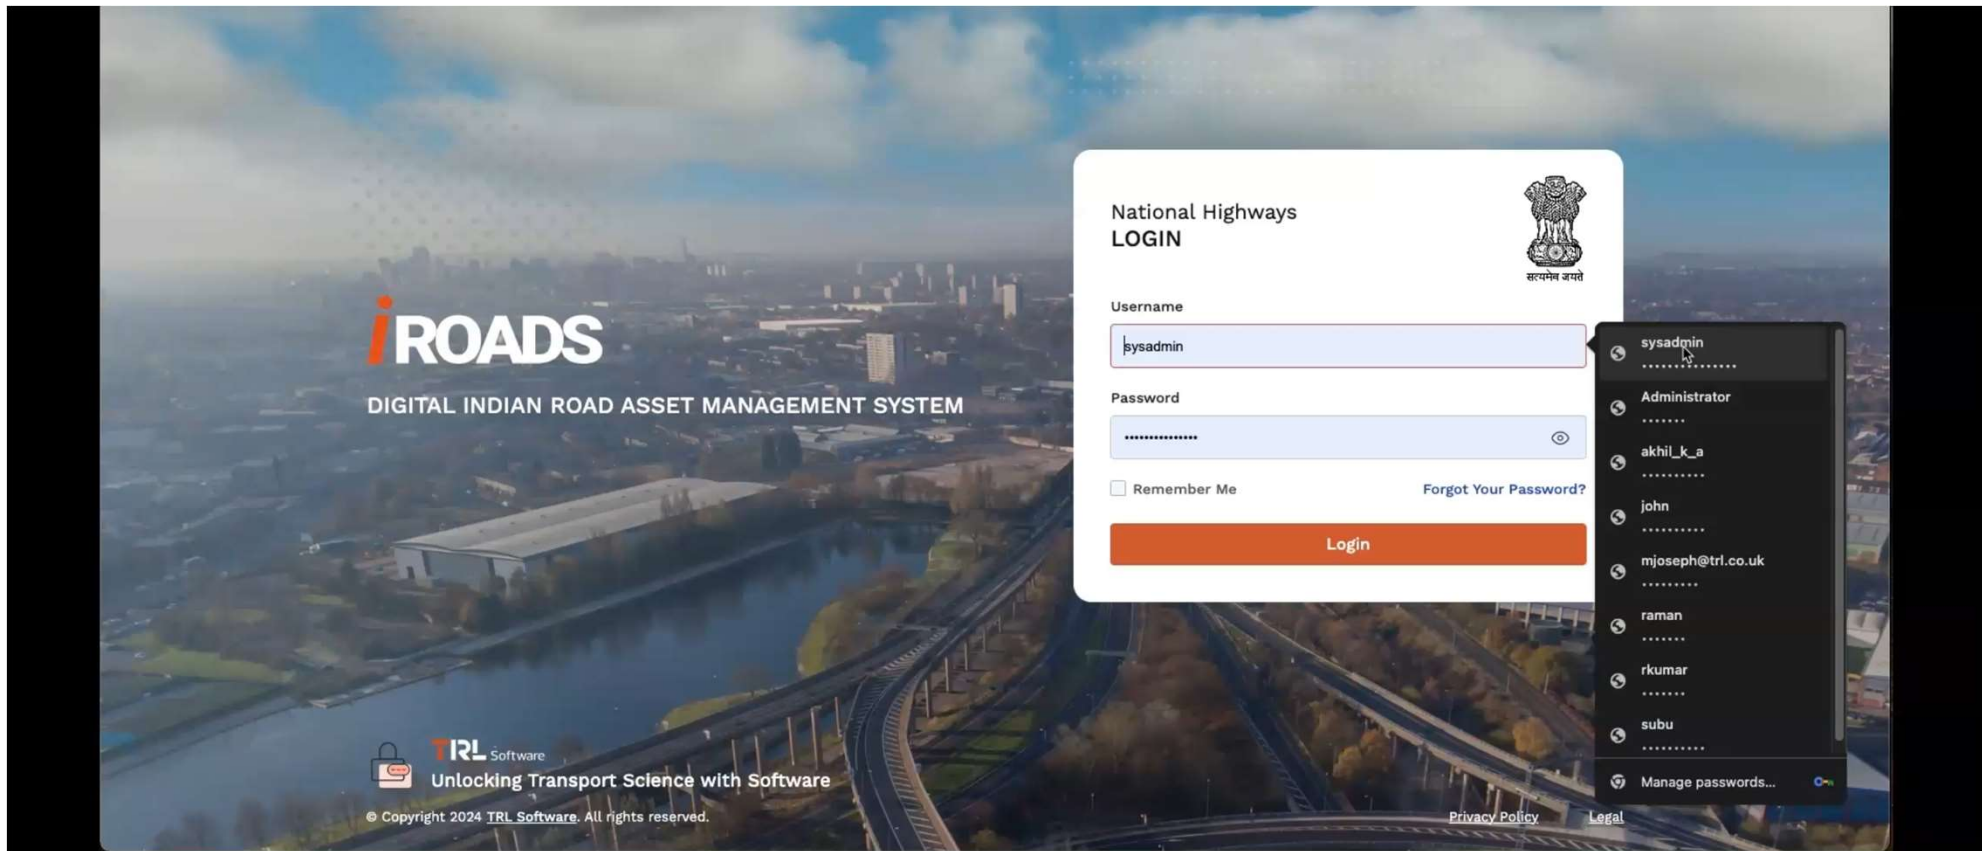 National Highways
LOGIN
सत्यमेव जयते
Username
sysadmin
Password
•••••••••••••••
Remember Me
Forgot Your Password?
Login
iROADS
DIGITAL INDIAN ROAD ASSET MANAGEMENT SYSTEM
TRL Software
Unlocking Transport Science with Software
© Copyright 2024 TRL Software. All rights reserved.
Privacy Policy
Legal
sysadmin
•••••••••••••••
Administrator
•••••••
akhil_k_a
••••••••••
john
••••••••••
mjoseph@trl.co.uk
•••••••••
raman
•••••••
rkumar
•••••••
subu
••••••••••
Manage passwords...